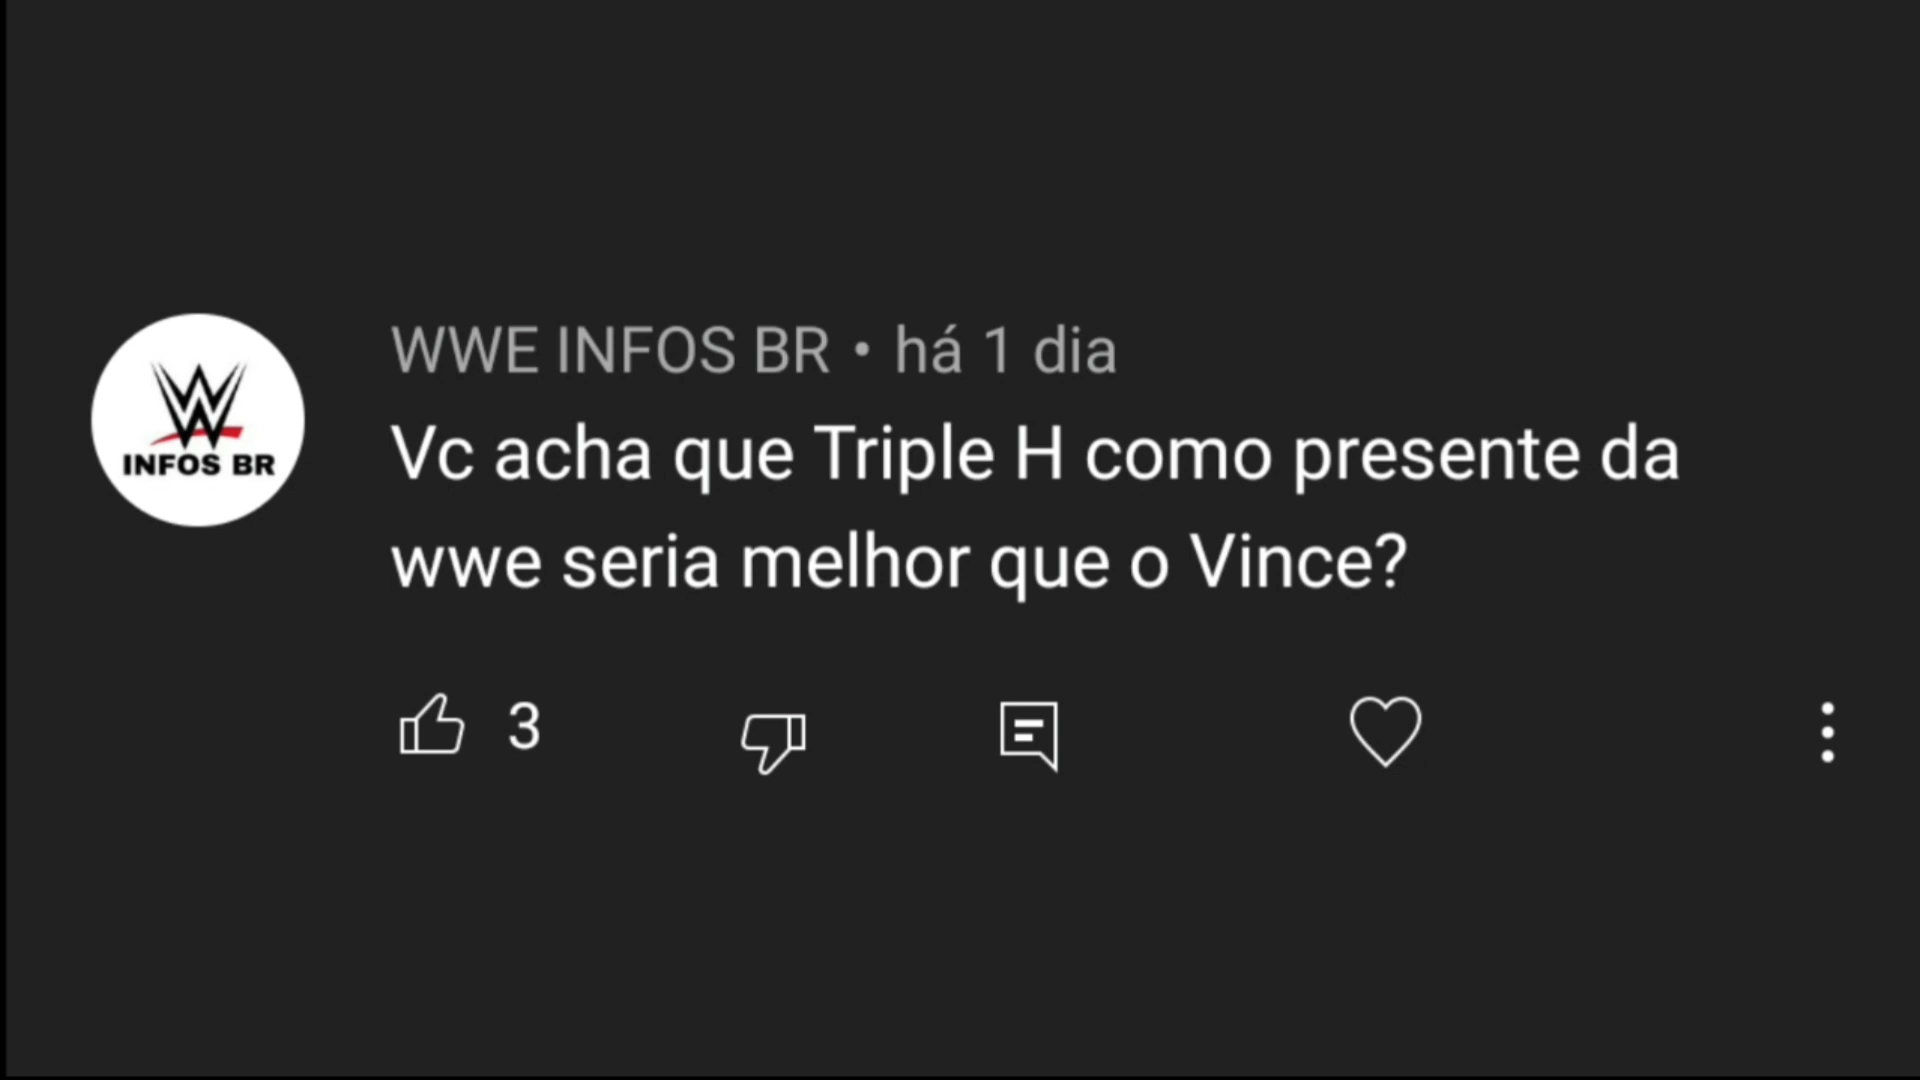 WWE INFOS BR • há 1 dia
Vc acha que Triple H como presente da
wwe seria melhor que o Vince?
W
INFOS BR
3